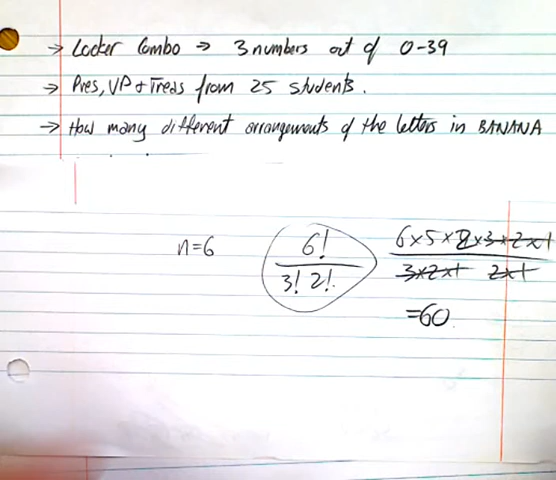 → Locker Combo → 3 numbers out of 0-39
→ Pres, VP + Treas from 25 students.
→ How many different arrangements of the letters in BANANA
n=6
6!
3! 2!
6×5×2×3×2×1
3×2×1 2×1
=60